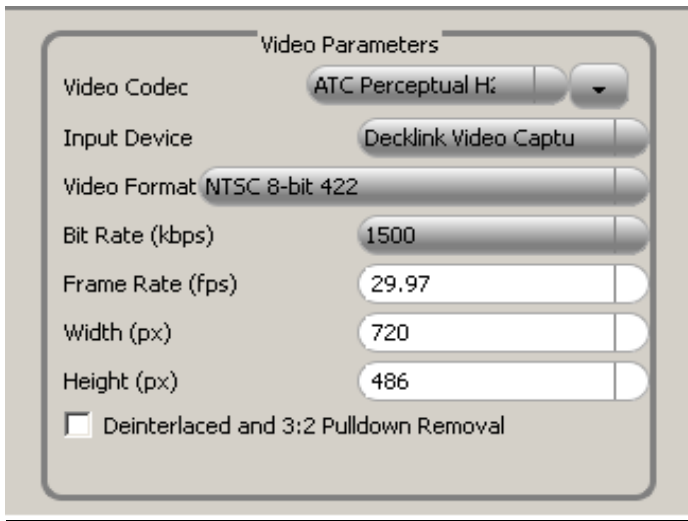 Video Parameters
Video Codec ATC Perceptual H
Input Device Decklink Video Captu
Video Format NTSC 8-bit 422
Bit Rate (kbps) 1500
Frame Rate (fps) 29.97
Width (px) 720
Height (px) 486
Deinterlaced and 3:2 Pulldown Removal